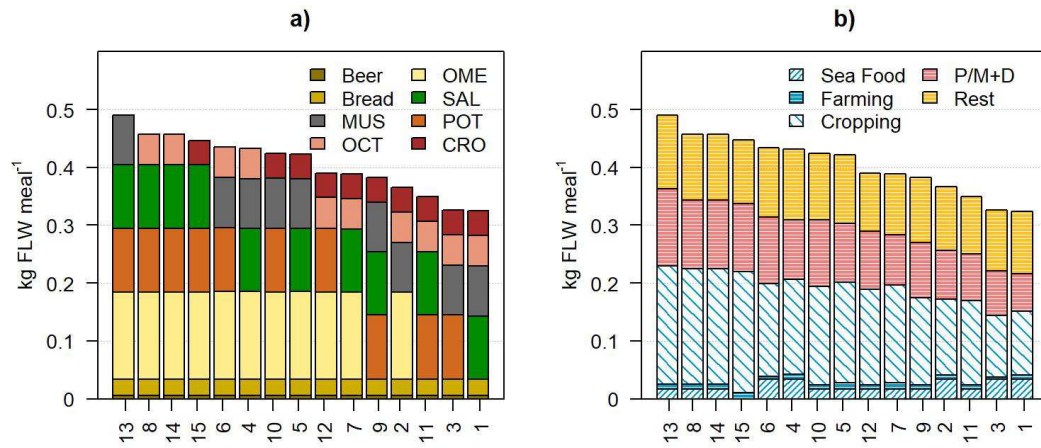 a)
kg FLW meal⁻¹
0.5
0.4
0.3
0.2
0.1
0
Beer OME
Bread SAL
MUS POT
OCT CRO
13 8 14 15 6 4 10 5 12 7 9 2 11 3 1
b)
kg FLW meal⁻¹
0.5
0.4
0.3
0.2
0.1
0
Sea Food P/M+D
Farming Rest
Cropping
13 8 14 15 6 4 10 5 12 7 9 2 11 3 1